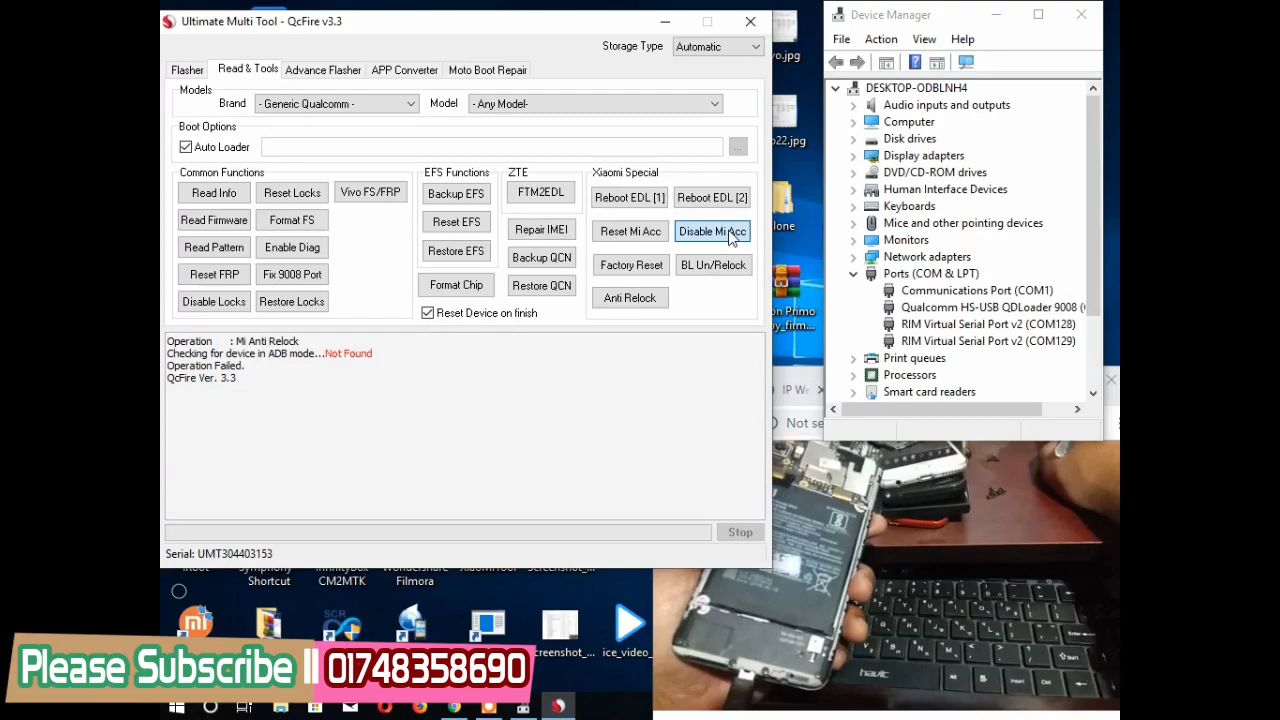 Ultimate Multi Tool - QcFire v3.3
Storage Type Automatic
Flasher
Advance Flasher APP Converter Moto Boot Repair
Models
Brand - Generic Qualcomm - Model - Any Model-
Boot Options
Auto Loader ...
Common Functions
Read Info Reset Locks Vivo FS/FRP
Read Firmware Format FS
Read Pattern Enable Diag
Reset FRP Fix 9008 Port
Disable Locks Restore Locks
EFS Functions
Backup EFS
Reset EFS
Restore EFS
Format Chip
Reset Device on finish
ZTE
FTM2EDL
Repair IMEI
Backup QCN
Restore QCN
Xiaomi Special
Reboot EDL [1] Reboot EDL [2]
Reset Mi Acc Disable Mi Acc
Factory Reset BL Un/Relock
Anti Relock
Operation : Mi Anti Relock
Checking for device in ADB mode...Not Found
Operation Failed.
QcFire Ver. 3.3
Stop
Serial: UMT304403153
Device Manager
File Action View Help
DESKTOP-ODBLNH4
Audio inputs and outputs
Computer
Disk drives
Display adapters
DVD/CD-ROM drives
Human Interface Devices
Keyboards
Mice and other pointing devices
Monitors
Network adapters
Ports (COM & LPT)
Communications Port (COM1)
Qualcomm HS-USB QDLoader 9008 (
RIM Virtual Serial Port v2 (COM128)
RIM Virtual Serial Port v2 (COM129)
Print queues
Processors
Smart card readers
Not se
Symphony
Shortcut
InfinityBox
CM2MTK
Wondershare
Filmora
ice_video_
havic
Please Subscribe || 01748358690